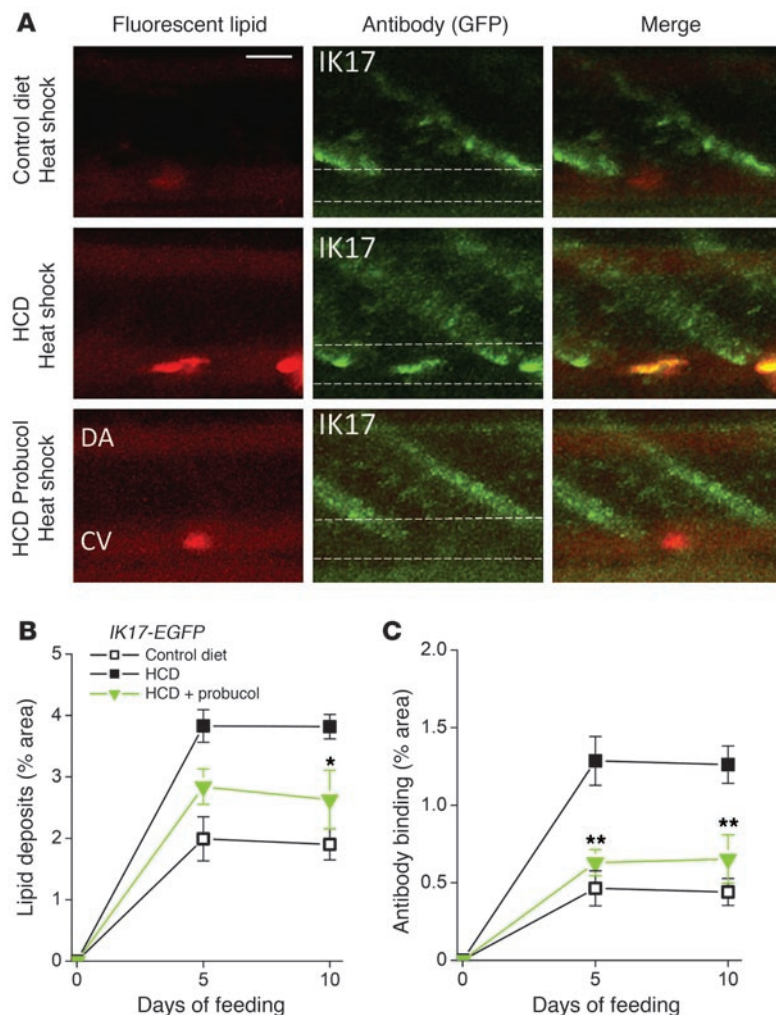 A
Fluorescent lipid
Antibody (GFP)
Merge
Control diet
Heat shock
IK17
HCD
Heat shock
IK17
HCD Probucol
Heat shock
DA
CV
IK17
B
IK17-EGFP
Control diet
HCD
HCD + probucol
Lipid deposits (% area)
5
4
3
2
1
0
*
0
5
10
Days of feeding
C
Antibody binding (% area)
2.0
1.5
1.0
0.5
0
**
**
0
5
10
Days of feeding